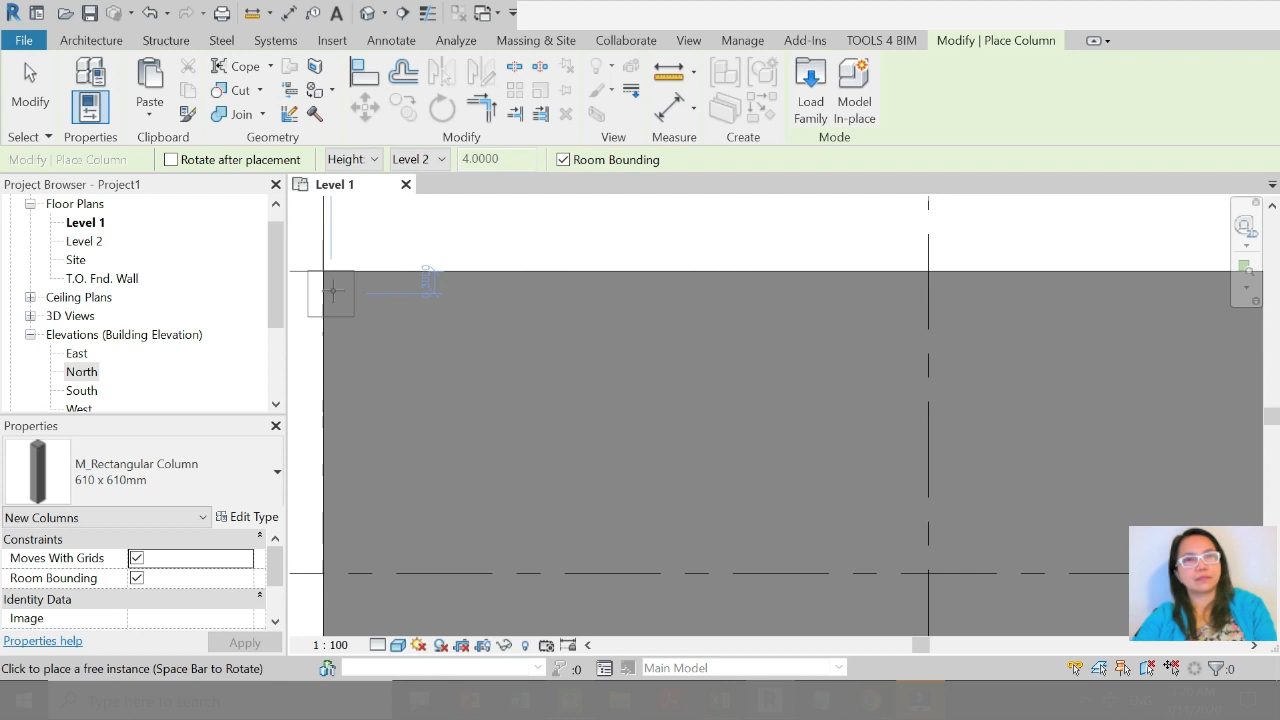 File Architecture Structure Steel Systems Insert Annotate Analyze Massing & Site Collaborate View Manage Add-Ins TOOLS 4 BIM Modify | Place Column
Modify
Paste
Cope
Cut
Join
Load Family
Model In-place
Select Properties Clipboard Geometry Modify View Measure Create Mode
Modify | Place Column Rotate after placement Height: Level 2 4.0000 Room Bounding
Project Browser - Project1
Level 1
Floor Plans
Level 1
Level 2
Site
T.O. Fnd. Wall
Ceiling Plans
3D Views
Elevations (Building Elevation)
East
North
South
West
Properties
M_Rectangular Column
610 x 610mm
New Columns Edit Type
Constraints
Moves With Grids
Room Bounding
Identity Data
Image
Properties help Apply
1 : 100
Click to place a free instance (Space Bar to Rotate) :0 Main Model :0
Type here to search
ENG